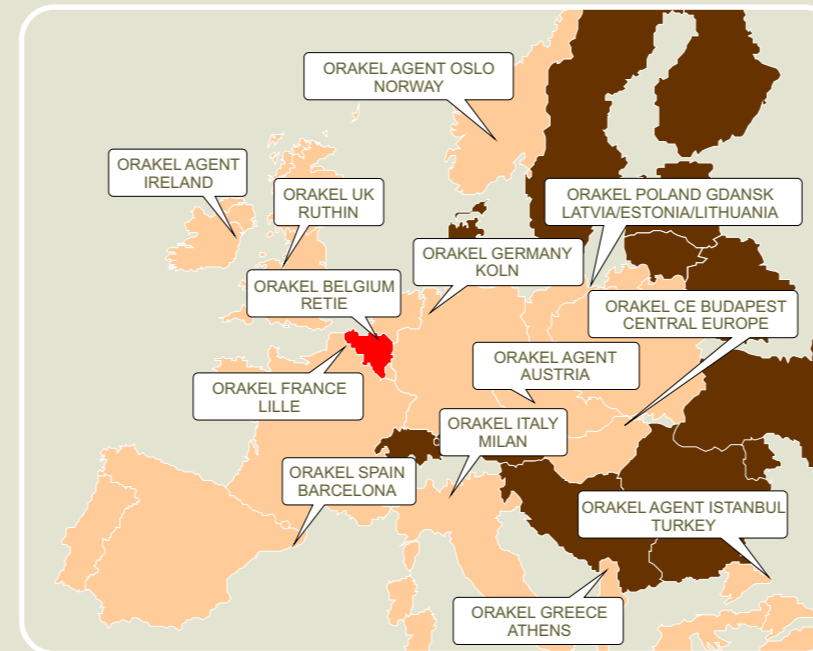 ORAKEL AGENT OSLO
NORWAY
ORAKEL AGENT
IRELAND
ORAKEL UK
RUTHIN
ORAKEL POLAND GDANSK
LATVIA/ESTONIA/LITHUANIA
ORAKEL GERMANY
KOLN
ORAKEL BELGIUM
RETIE
ORAKEL CE BUDAPEST
CENTRAL EUROPE
ORAKEL AGENT
AUSTRIA
ORAKEL FRANCE
LILLE
ORAKEL ITALY
MILAN
ORAKEL SPAIN
BARCELONA
ORAKEL AGENT ISTANBUL
TURKEY
ORAKEL GREECE
ATHENS